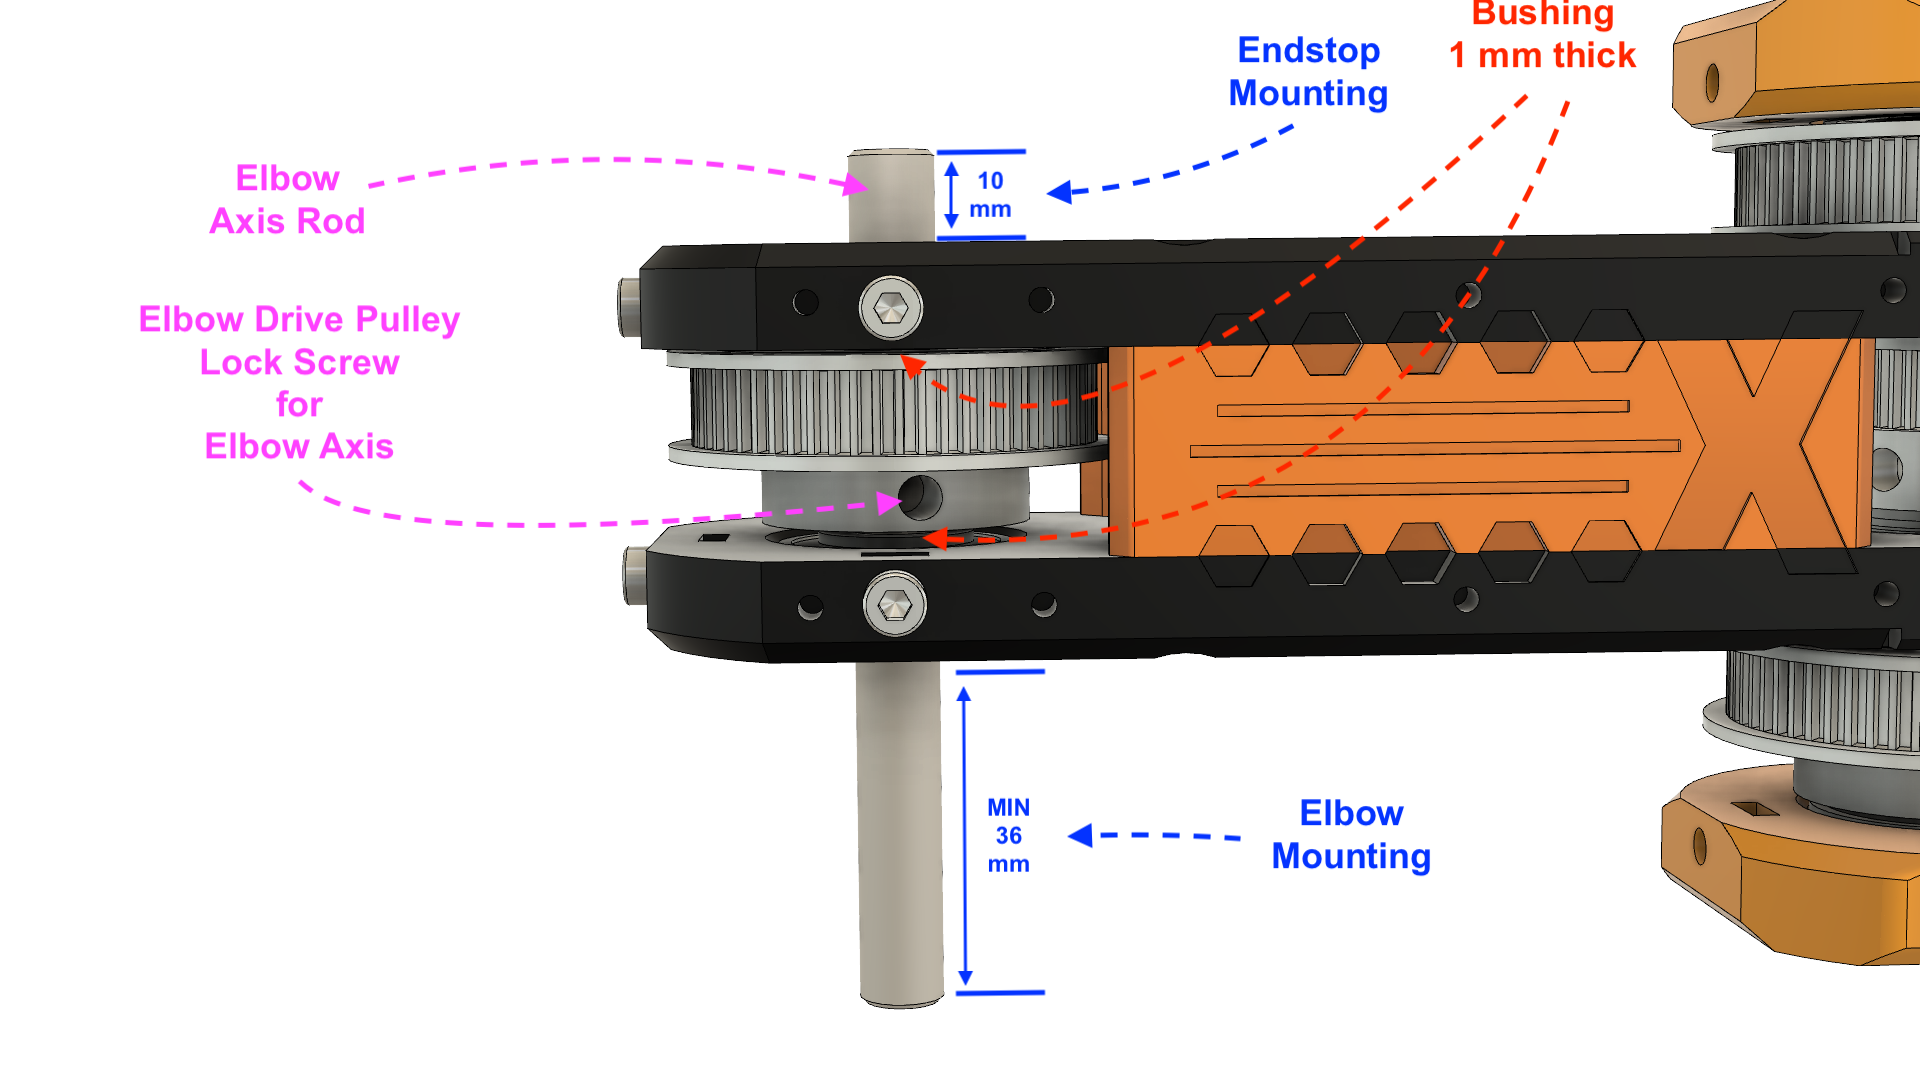 Bushing
1 mm thick
Endstop
Mounting
Elbow
Axis Rod
10
mm
Elbow Drive Pulley
Lock Screw
for
Elbow Axis
X
MIN
36
mm
Elbow
Mounting